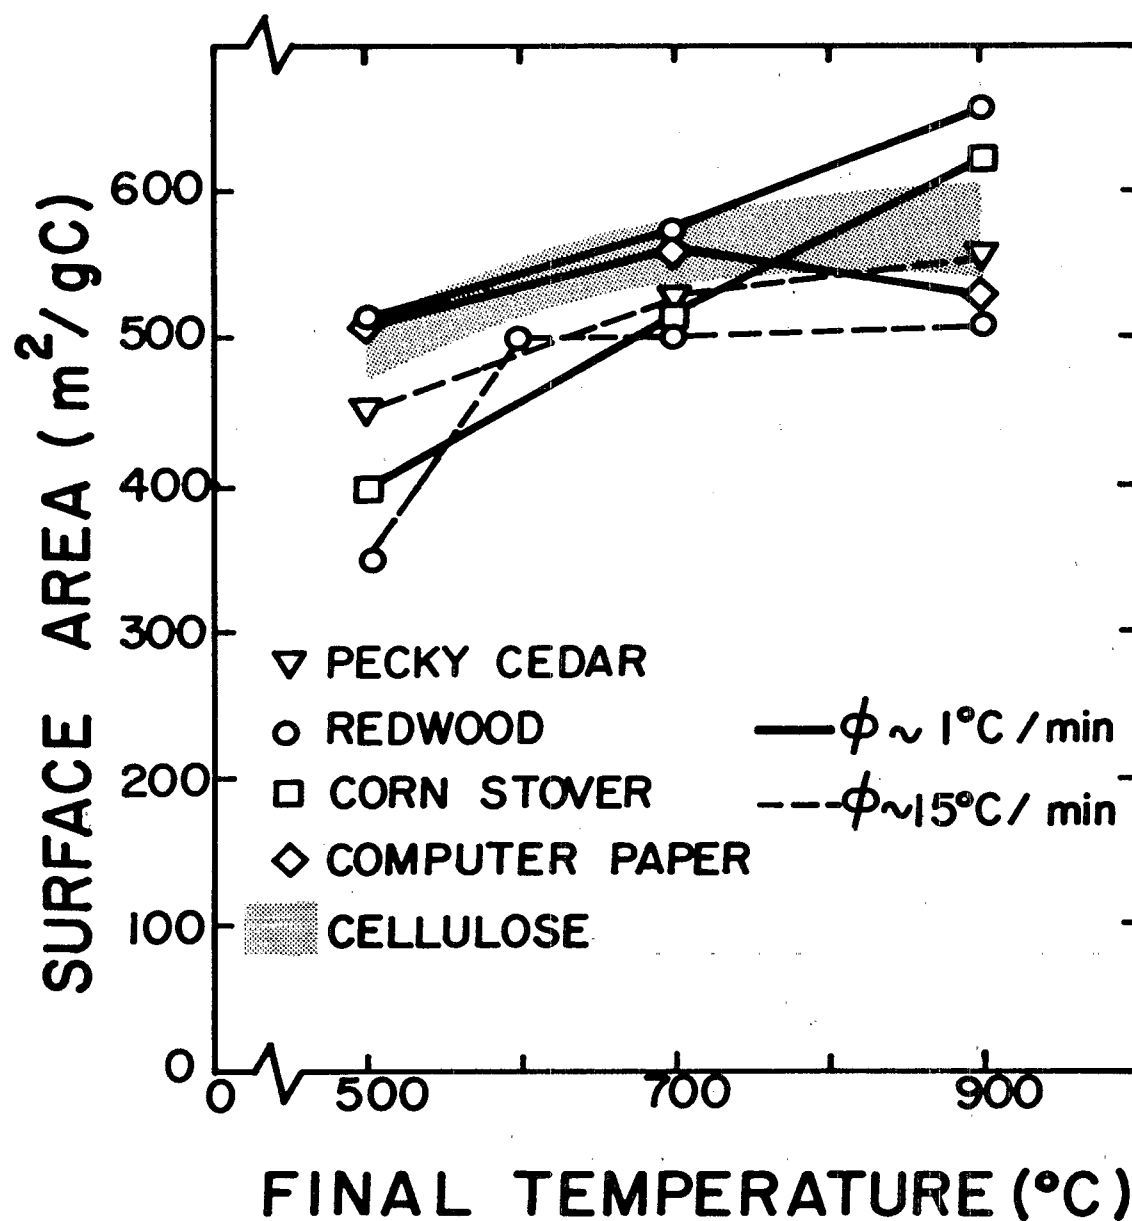 SURFACE AREA (m²/gC)
600
500
400
300
200
100
0
PECKY CEDAR
REDWOOD
CORN STOVER
COMPUTER PAPER
CELLULOSE
ϕ ~ 1°C / min
ϕ~15°C / min
0 500 700 900
FINAL TEMPERATURE (°C)